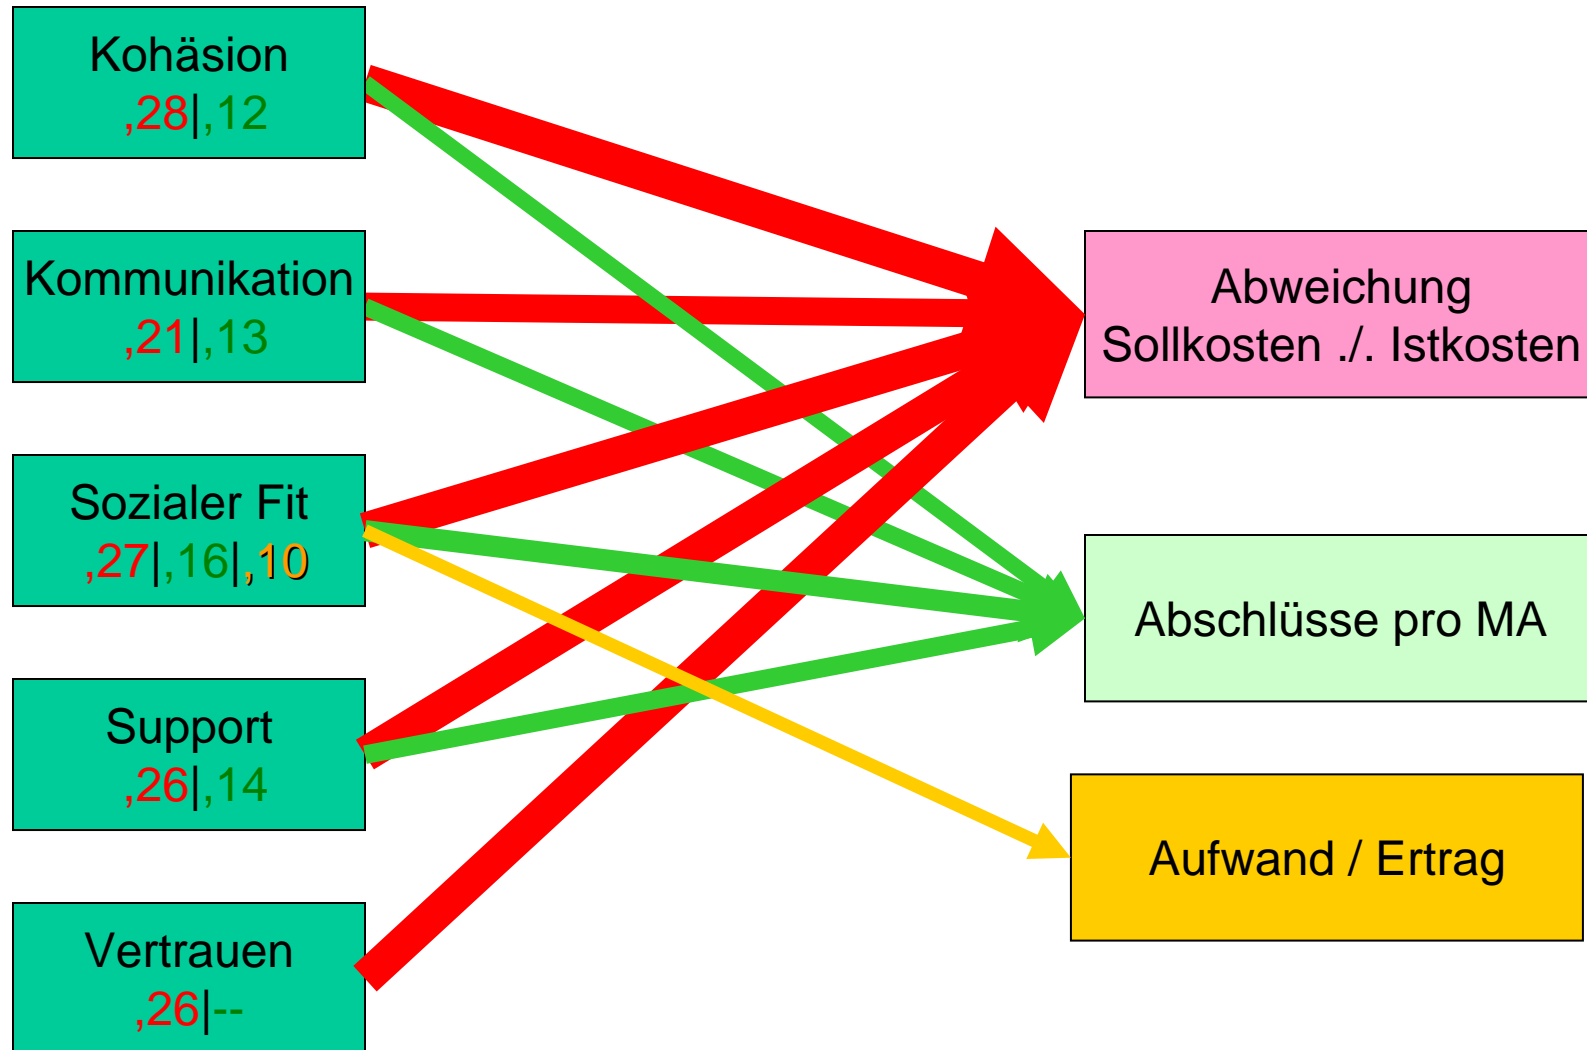 Kohäsion
,28|,12
Kommunikation
,21|,13
Sozialer Fit
,27|,16|,10
Support
,26|,14
Vertrauen
,26|--
Abweichung
Sollkosten ./. Istkosten
Abschlüsse pro MA
Aufwand / Ertrag